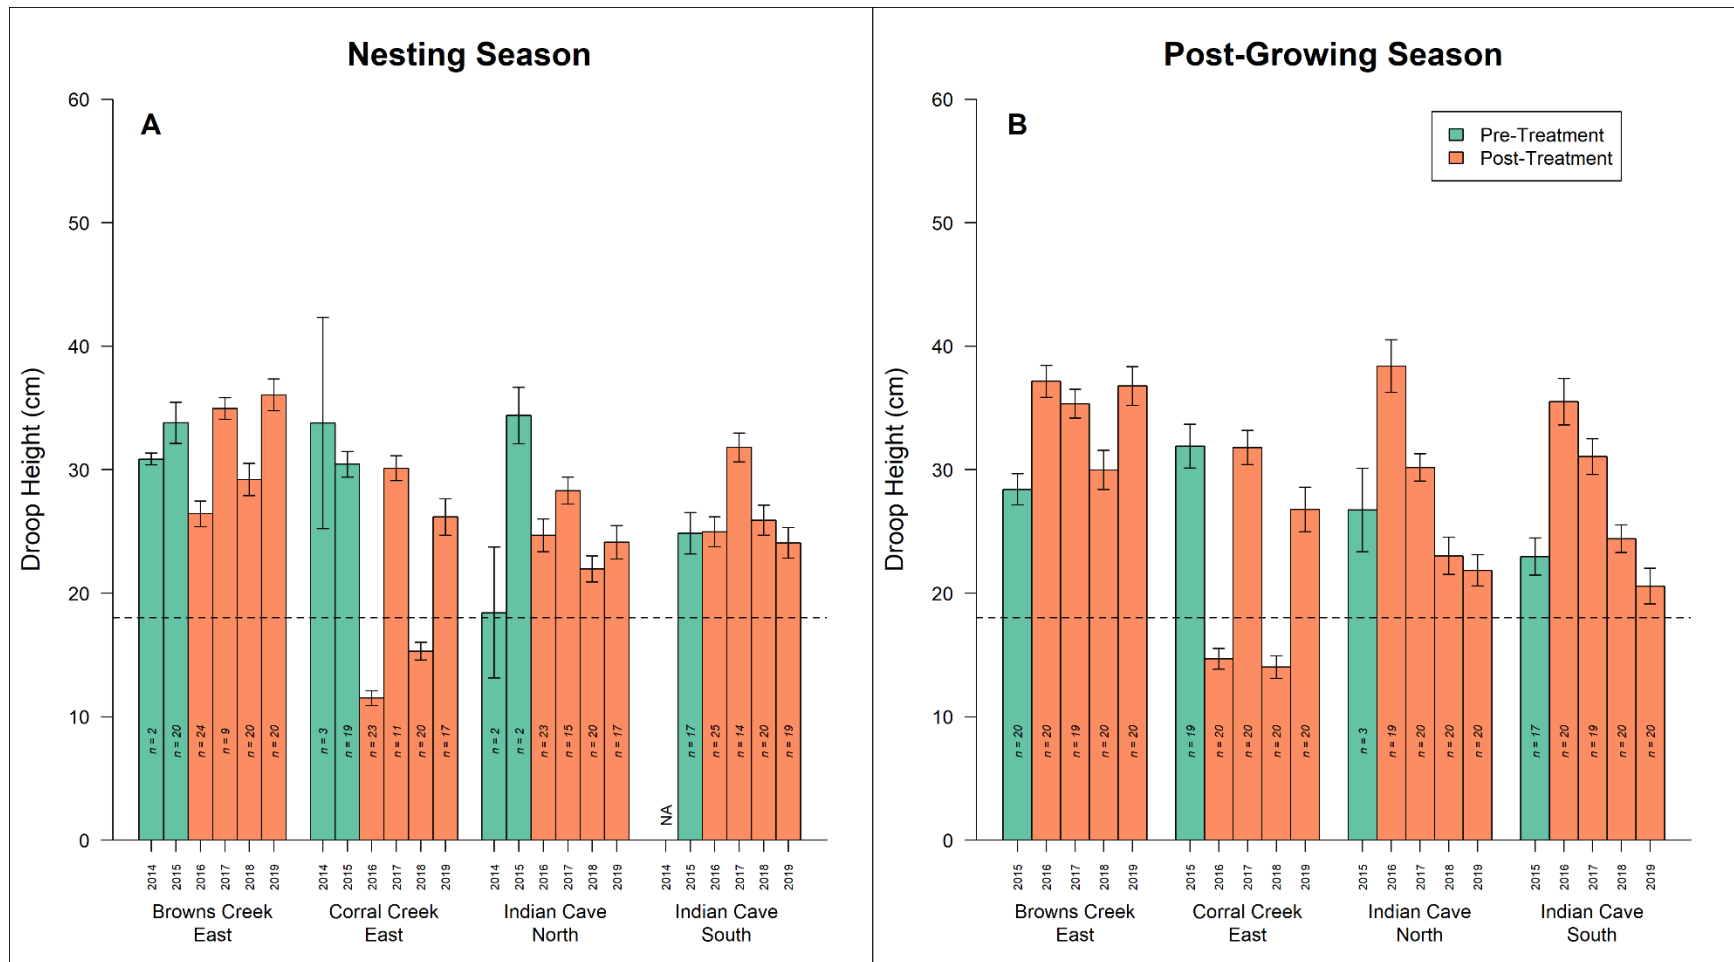 Nesting Season
A
60
50
40
30
20
10
0
Droop Height (cm)
n = 2
n = 20
n = 24
n = 9
n = 20
n = 20
n = 3
n = 19
n = 23
n = 11
n = 20
n = 17
n = 2
n = 2
n = 23
n = 15
n = 20
n = 17
NA
n = 17
n = 25
n = 14
n = 20
n = 19
2014
2015
2016
2017
2018
2019
2014
2015
2016
2017
2018
2019
2014
2015
2016
2017
2018
2019
2014
2015
2016
2017
2018
2019
Browns Creek
East
Corral Creek
East
Indian Cave
North
Indian Cave
South
Post-Growing Season
B
Pre-Treatment
Post-Treatment
60
50
40
30
20
10
0
Droop Height (cm)
n = 20
n = 20
n = 19
n = 20
n = 20
n = 19
n = 20
n = 20
n = 20
n = 20
n = 3
n = 19
n = 20
n = 20
n = 20
n = 17
n = 20
n = 19
n = 20
n = 20
2015
2016
2017
2018
2019
2015
2016
2017
2018
2019
2015
2016
2017
2018
2019
2015
2016
2017
2018
2019
Browns Creek
East
Corral Creek
East
Indian Cave
North
Indian Cave
South